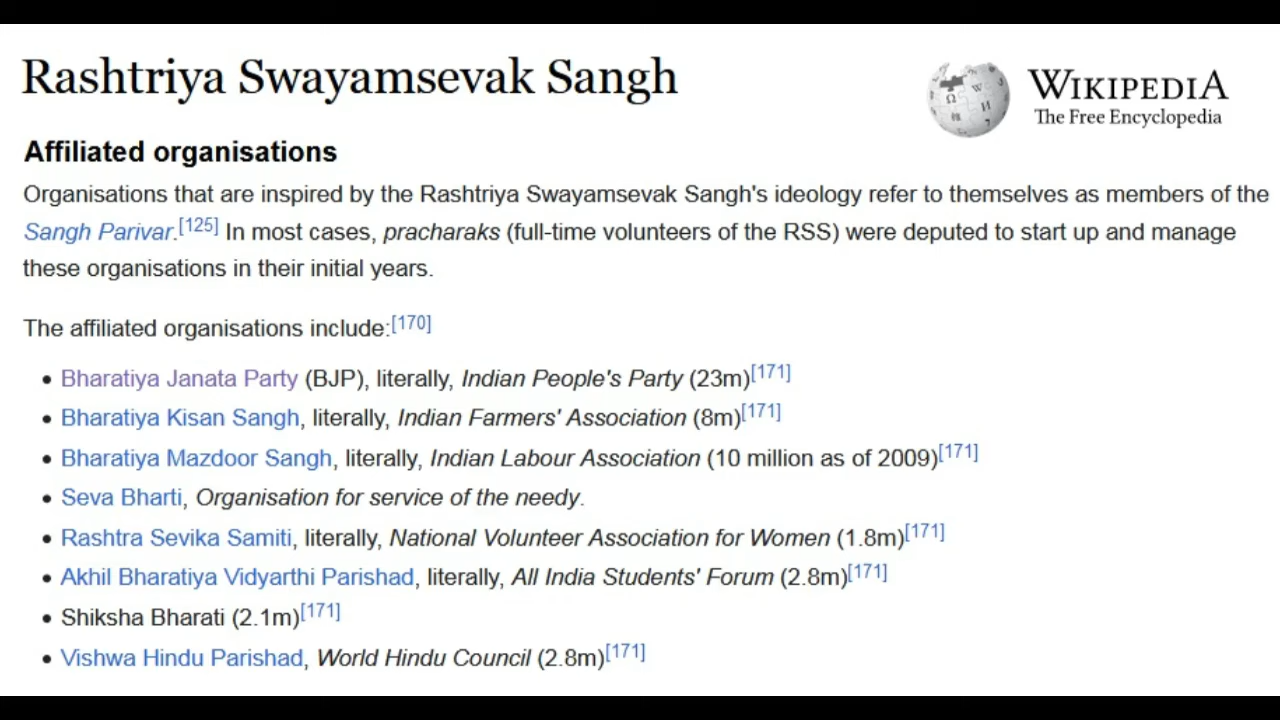 Rashtriya Swayamsevak Sangh
WIKIPEDIA
The Free Encyclopedia
Affiliated organisations
Organisations that are inspired by the Rashtriya Swayamsevak Sangh's ideology refer to themselves as members of the
Sangh Parivar.[125] In most cases, pracharaks (full-time volunteers of the RSS) were deputed to start up and manage
these organisations in their initial years.
The affiliated organisations include:[170]
• Bharatiya Janata Party (BJP), literally, Indian People's Party (23m)[171]
• Bharatiya Kisan Sangh, literally, Indian Farmers' Association (8m)[171]
• Bharatiya Mazdoor Sangh, literally, Indian Labour Association (10 million as of 2009)[171]
• Seva Bharti, Organisation for service of the needy.
• Rashtra Sevika Samiti, literally, National Volunteer Association for Women (1.8m)[171]
• Akhil Bharatiya Vidyarthi Parishad, literally, All India Students' Forum (2.8m)[171]
• Shiksha Bharati (2.1m)[171]
• Vishwa Hindu Parishad, World Hindu Council (2.8m)[171]